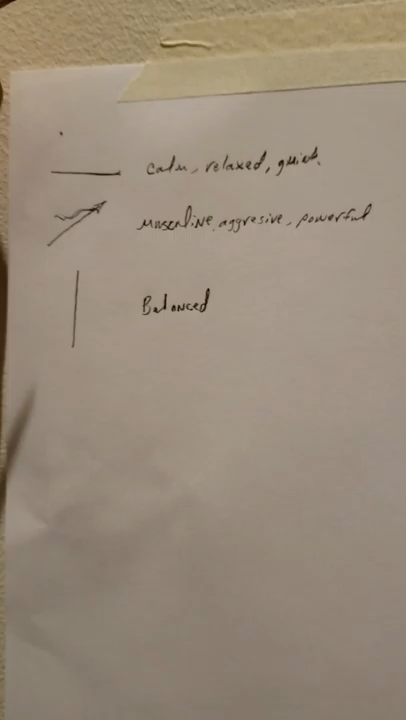 calm, relaxed, quiet.
masculine, aggresive, powerful
Balanced